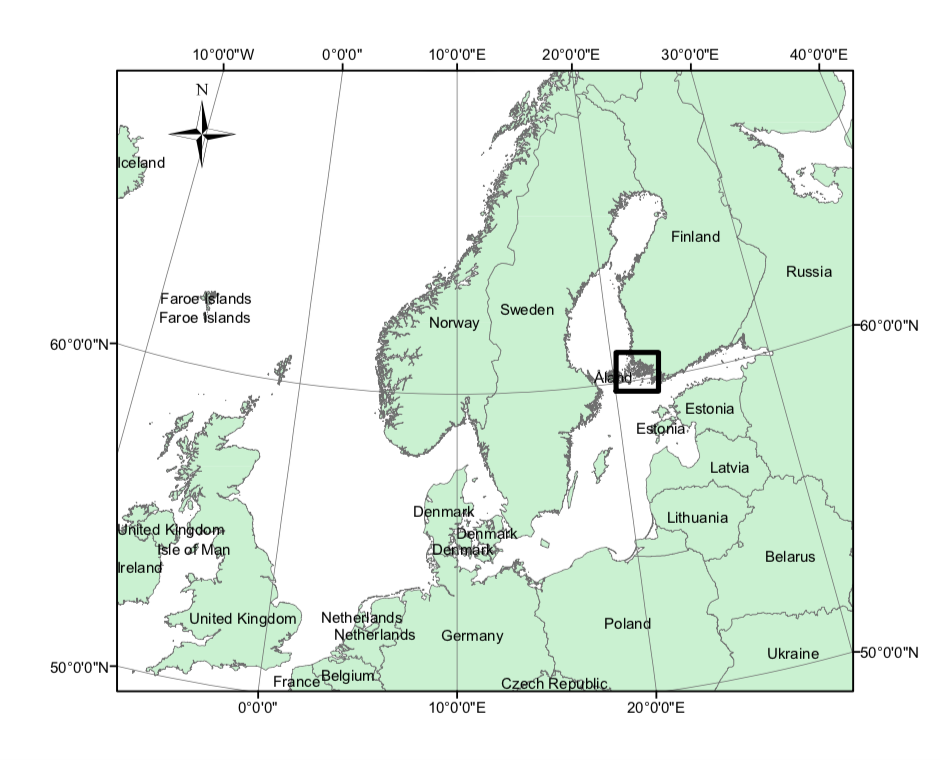 10°0'0"W
0°0'0"
10°0'0"E
20°0'0"E
30°0'0"E
40°0'0"E
N
Iceland
Finland
Russia
Faroe Islands
Faroe Islands
Sweden
Norway
60°0'0"N
60°0'0"N
Åland
Estonia
Estonia
Latvia
Denmark
Lithuania
United Kingdom
Denmark
Isle of Man
Denmark
Belarus
Ireland
United Kingdom
Netherlands
Poland
Netherlands
Germany
Ukraine
50°0'0"N
50°0'0"N
France
Belgium
Czech Republic
0°0'0"
10°0'0"E
20°0'0"E